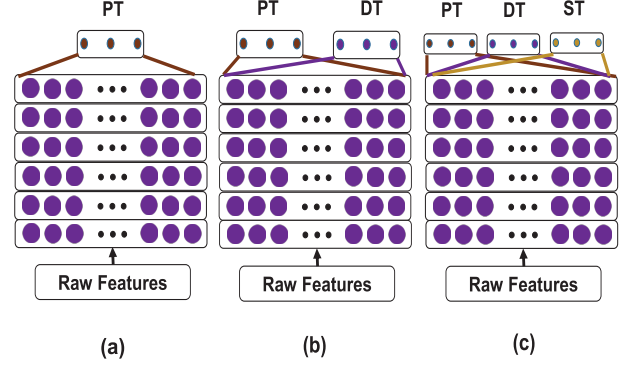 PT
PT DT
PT DT ST
Raw Features
Raw Features
Raw Features
(a)
(b)
(c)